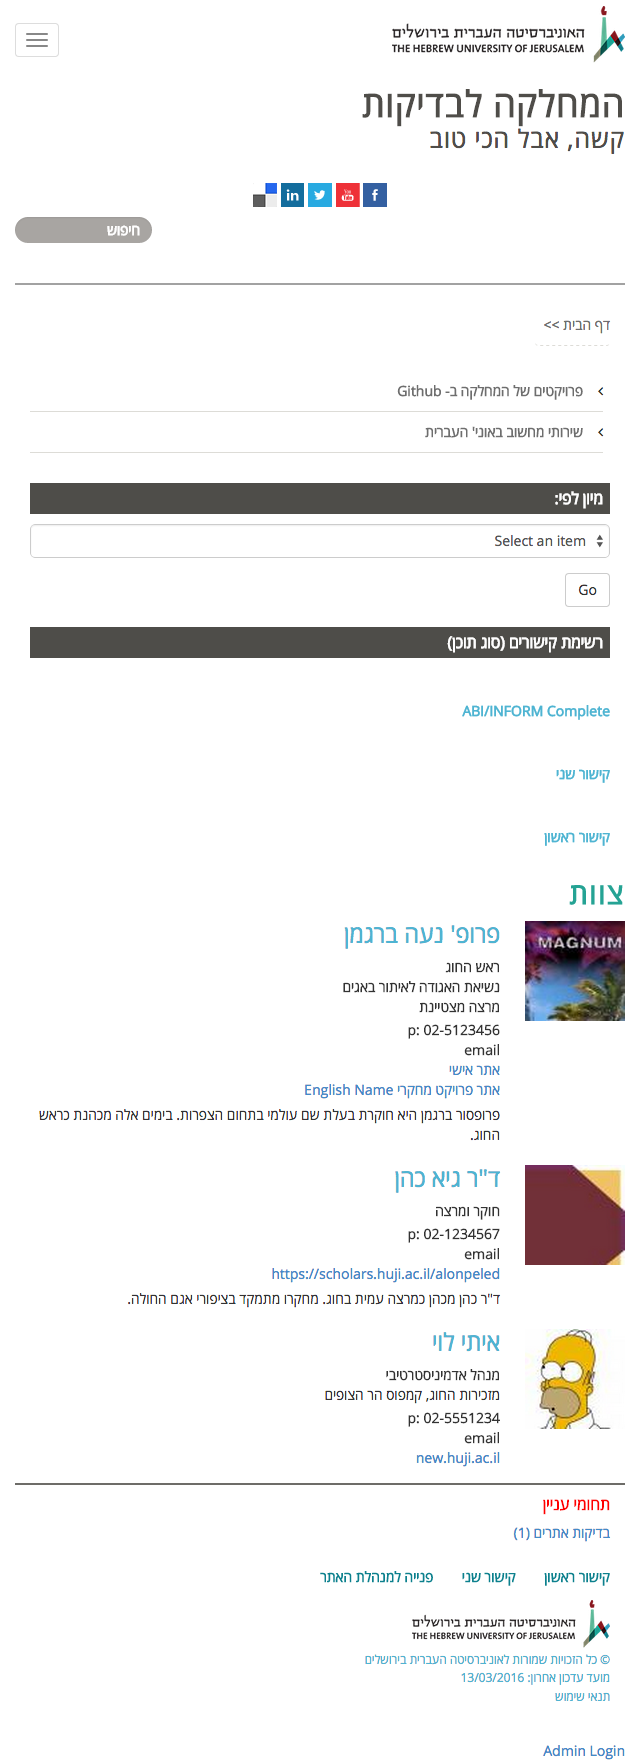 האוניברסיטה העברית בירושלים
THE HEBREW UNIVERSITY OF JERUSALEM
המחלקה לבדיקות
קשה, אבל הכי טוב
in
You
f
חיפוש
דף הבית >>
פרויקטים של המחלקה ב- Github
שירותי מחשוב באוני' העברית
מיון לפי:
Select an item
Go
רשימת קישורים (סוג תוכן)
ABI/INFORM Complete
קישור שני
קישור ראשון
צוות
MAGNUM
פרופ' נעה ברגמן
ראש החוג
נשיאת האגודה לאיתור באגים
מרצה מצטיינת
p: 02-5123456
email
אתר אישי
אתר פרויקט מחקרי English Name
פרופסור ברגמן היא חוקרת בעלת שם עולמי בתחום הצפרות. בימים אלה מכהנת כראש
החוג.
ד"ר גיא כהן
חוקר ומרצה
p: 02-1234567
email
https://scholars.huji.ac.il/alonpeled
ד"ר כהן מכהן כמרצה עמית בחוג. מחקרו מתמקד בציפורי אגם החולה.
איתי לוי
מנהל אדמיניסטרטיבי
מזכירות החוג, קמפוס הר הצופים
p: 02-5551234
email
new.huji.ac.il
תחומי עניין
בדיקות אתרים (1)
קישור ראשון קישור שני פנייה למנהלת האתר
האוניברסיטה העברית בירושלים
THE HEBREW UNIVERSITY OF JERUSALEM
© כל הזכויות שמורות לאוניברסיטה העברית בירושלים
מועד עדכון אחרון: 13/03/2016
תנאי שימוש
Admin Login